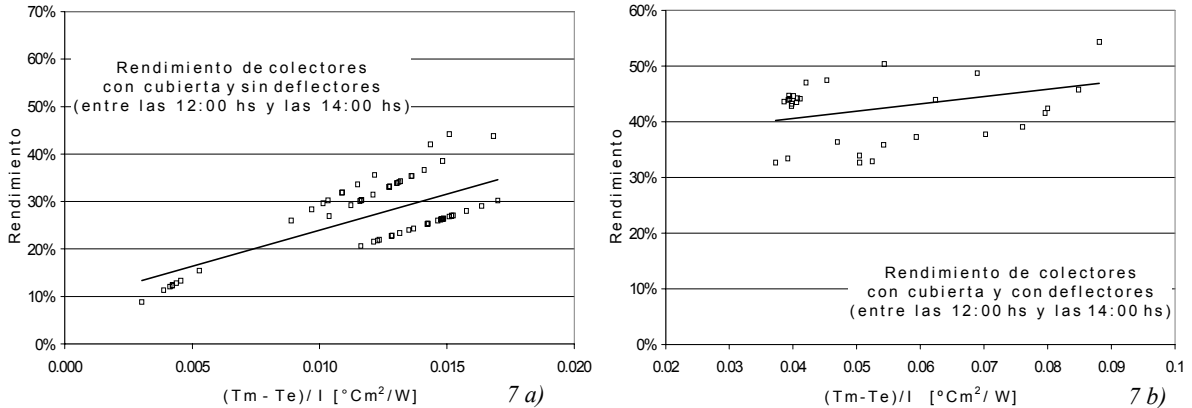 70%
60%
50%
40%
30%
20%
10%
0%
Rendimiento
Rendimiento de colectores
con cubierta y sin deflectores
(entre las 12:00 hs y las 14:00 hs)
0.000
0.005
0.010
0.015
0.020
(Tm - Te)/ I [°Cm²/W]
7 a)
60%
50%
40%
30%
20%
10%
0%
Rendimiento
Rendimiento de colectores
con cubierta y con deflectores
(entre las 12:00 hs y las 14:00 hs)
0.02
0.03
0.04
0.05
0.06
0.07
0.08
0.09
0.1
(Tm-Te)/I [ºCm²/ W]
7 b)